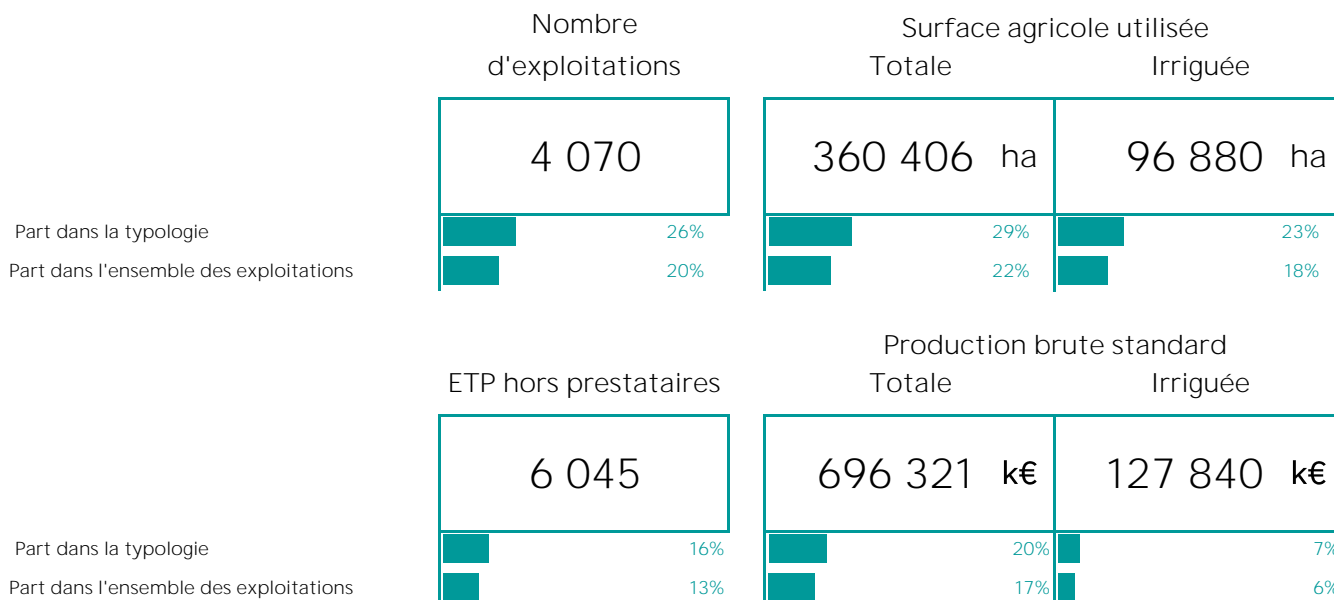 Nombre
d'exploitations
Surface agricole utilisée
Totale Irriguée
4 070 360 406 ha 96 880 ha
Part dans la typologie 26% 29% 23%
Part dans l'ensemble des exploitations 20% 22% 18%
Production brute standard
ETP hors prestataires Totale Irriguée
6 045 696 321 k€ 127 840 k€
Part dans la typologie 16% 20% 7%
Part dans l'ensemble des exploitations 13% 17% 6%